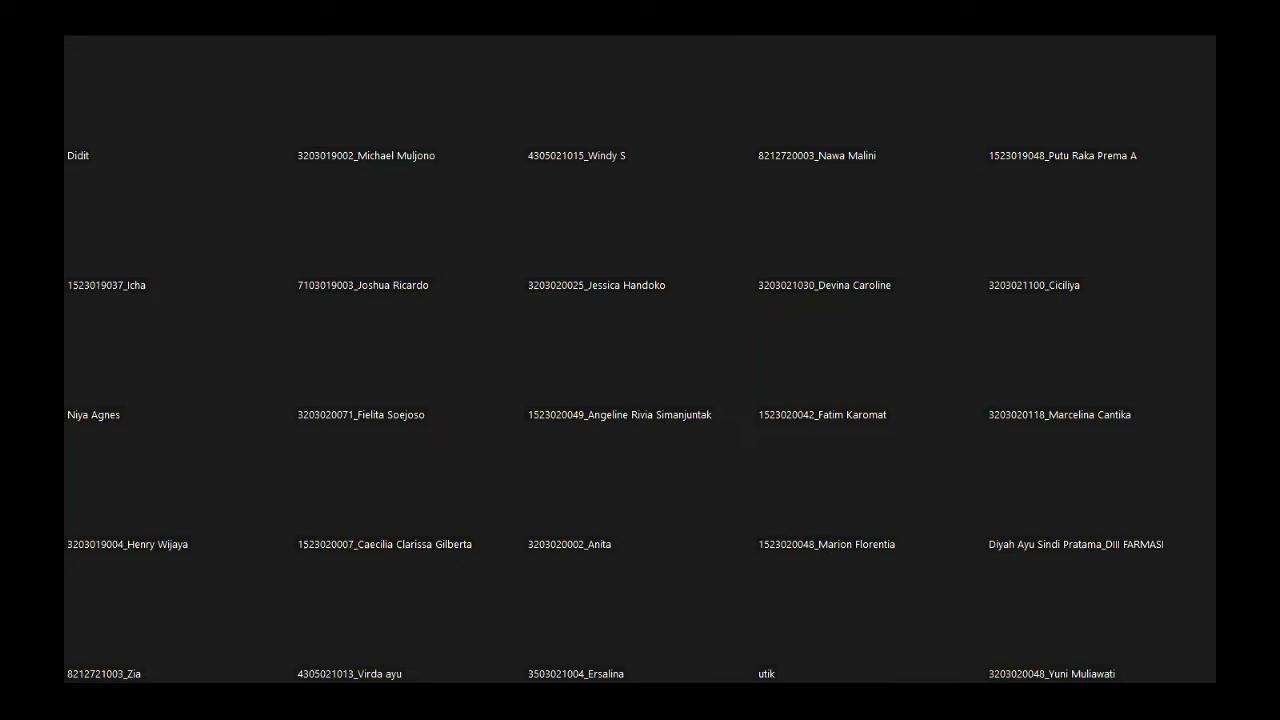 Didit
3203019002_Michael Muljono
4305021015_Windy S
8212720003_Nawa Malini
1523019048_Putu Raka Prema A
1523019037_Icha
7103019003_Joshua Ricardo
3203020025_Jessica Handoko
3203021030_Devina Caroline
3203021100_Ciciliya
Niya Agnes
3203020071_Fielita Soejoso
1523020049_Angeline Rivia Simanjuntak
1523020042_Fatim Karomat
3203020118_Marcelina Cantika
3203019004_Henry Wijaya
1523020007_Caecilia Clarissa Gilberta
3203020002_Anita
1523020048_Marion Florentia
Diyah Ayu Sindi Pratama_DIII FARMASI
8212721003_Zia
4305021013_Virda ayu
3503021004_Ersalina
utik
3203020048_Yuni Muliawati